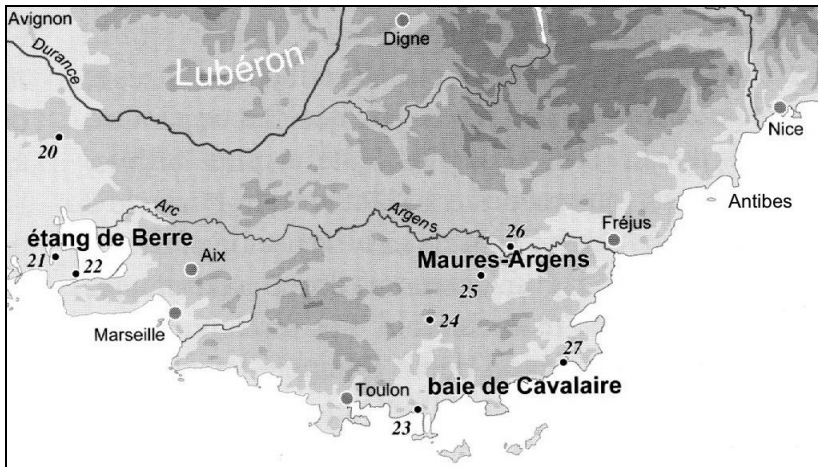 Avignon
Digne
Durance
Lubéron
Nice
20
Antibes
Arc
Argens
26
Fréjus
étang de Berre
21
22
Aix
Maures-Argens
25
Marseille
24
27
Toulon
baie de Cavalaire
23